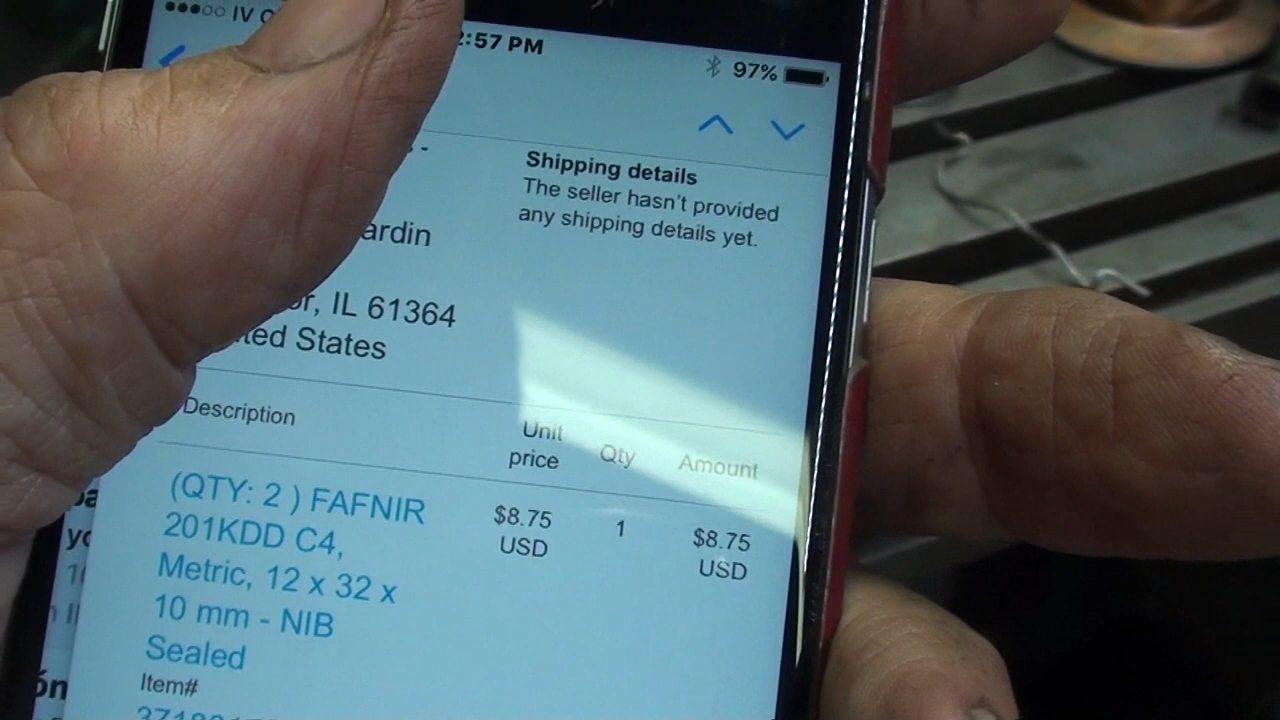 IV
2:57 PM
97%
Shipping details
The seller hasn't provided
any shipping details yet.
ardin
or, IL 61364
ted States
Description
Unit
price
Qty
Amount
(QTY: 2 ) FAFNIR
201KDD C4,
Metric, 12 x 32 x
10 mm - NIB
Sealed
$8.75
USD
1
$8.75
USD
Item#